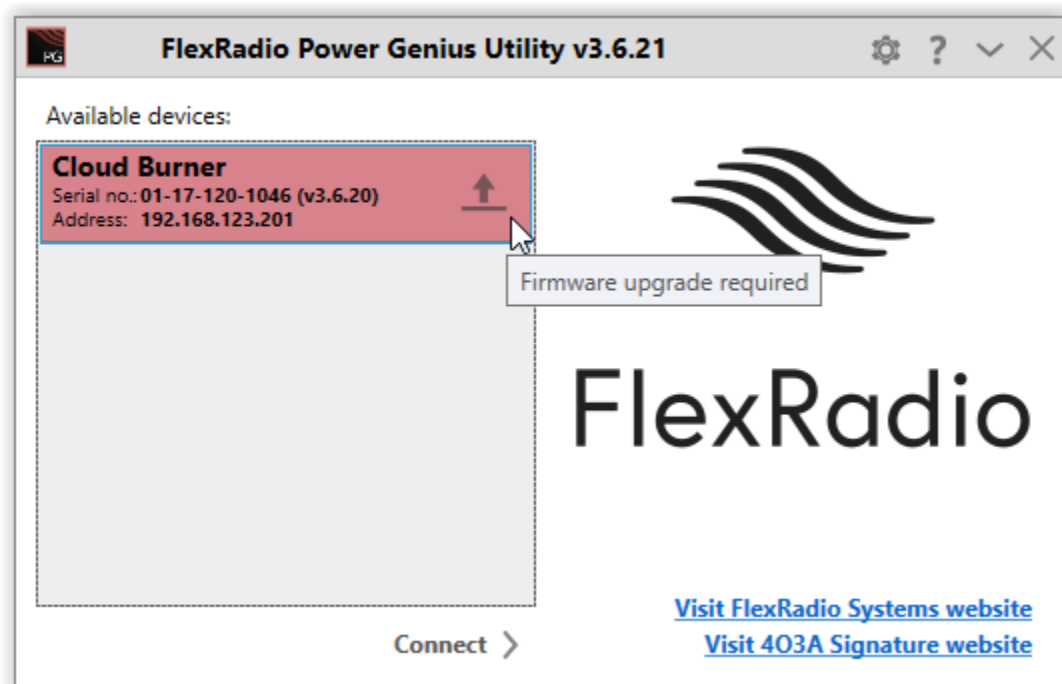 PG
FlexRadio Power Genius Utility v3.6.21
?
Available devices:
Cloud Burner
Serial no.: 01-17-120-1046 (v3.6.20)
Address: 192.168.123.201
Firmware upgrade required
FlexRadio
Visit FlexRadio Systems website
Connect
Visit 4O3A Signature website